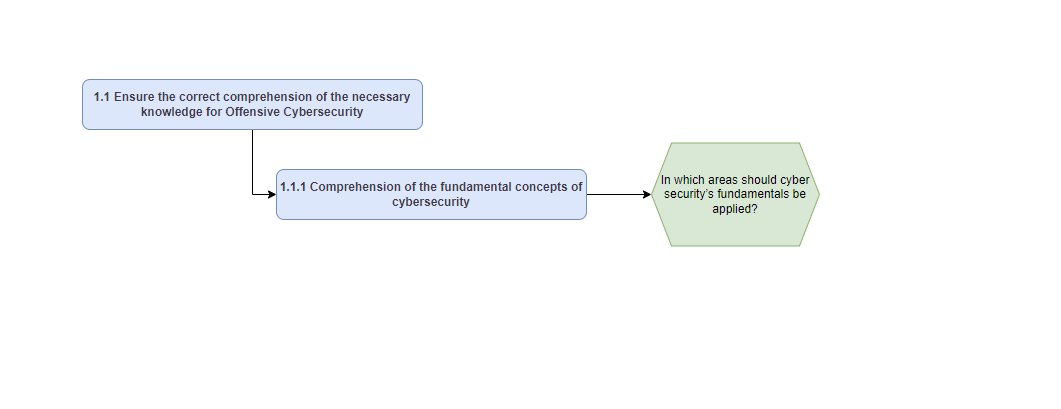 1.1 Ensure the correct comprehension of the necessary
knowledge for Offensive Cybersecurity
1.1.1 Comprehension of the fundamental concepts of
cybersecurity
In which areas should cyber
security's fundamentals be
applied?